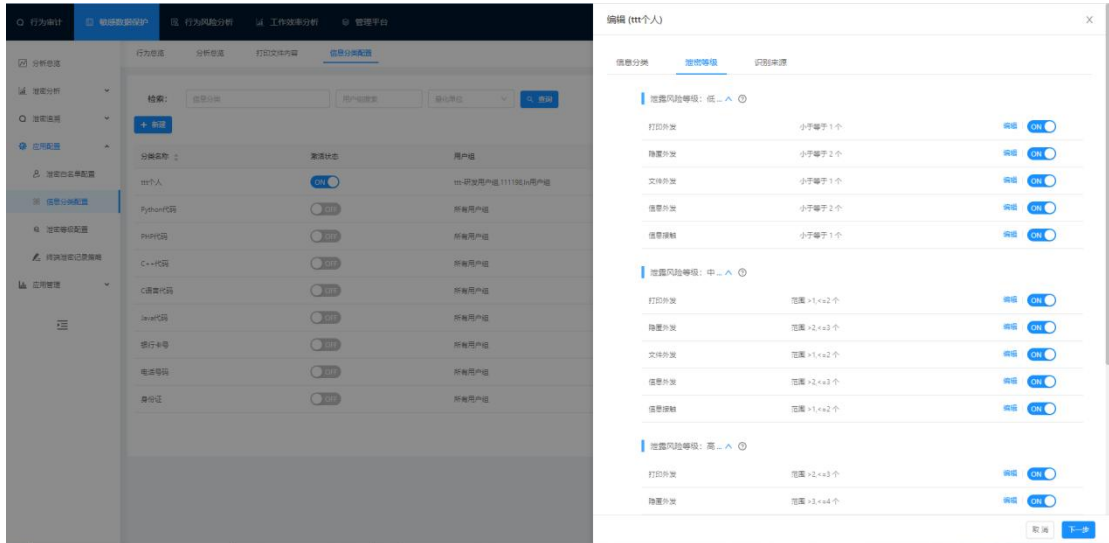 行为审计 敏感数据保护 行为风险分析 工作效率分析 管理平台
行为总览 分析总览 打印文件内容 信息分类配置
分析总览
泄密分析
泄密追溯
应用配置
泄密白名单配置
信息分类配置
泄密等级配置
终端泄密记录策略
应用管理
检索: 信息分类 用户组搜索 最小单位 查询
+ 新建
分类名称 激活状态 用户组
ttt个人 ON ttt-研发用户组,111198.ln用户组
Python代码 OFF 所有用户组
PHP代码 OFF 所有用户组
C++代码 OFF 所有用户组
C语言代码 OFF 所有用户组
Java代码 OFF 所有用户组
银行卡号 OFF 所有用户组
电话号码 OFF 所有用户组
身份证 OFF 所有用户组
编辑 (ttt个人) X
信息分类 泄密等级 识别来源
泄露风险等级: 低 ...
打印外发 小于等于 1 个 编辑 ON
隐匿外发 小于等于 2 个 编辑 ON
文件外发 小于等于 1 个 编辑 ON
信息外发 小于等于 2 个 编辑 ON
信息接触 小于等于 1 个 编辑 ON
泄露风险等级: 中 ...
打印外发 范围 >1,<=2 个 编辑 ON
隐匿外发 范围 >2,<=3 个 编辑 ON
文件外发 范围 >1,<=2 个 编辑 ON
信息外发 范围 >2,<=3 个 编辑 ON
信息接触 范围 >1,<=2 个 编辑 ON
泄露风险等级: 高 ...
打印外发 范围 >2,<=3 个 编辑 ON
隐匿外发 范围 >3,<=4 个 编辑 ON
取 消 下一步